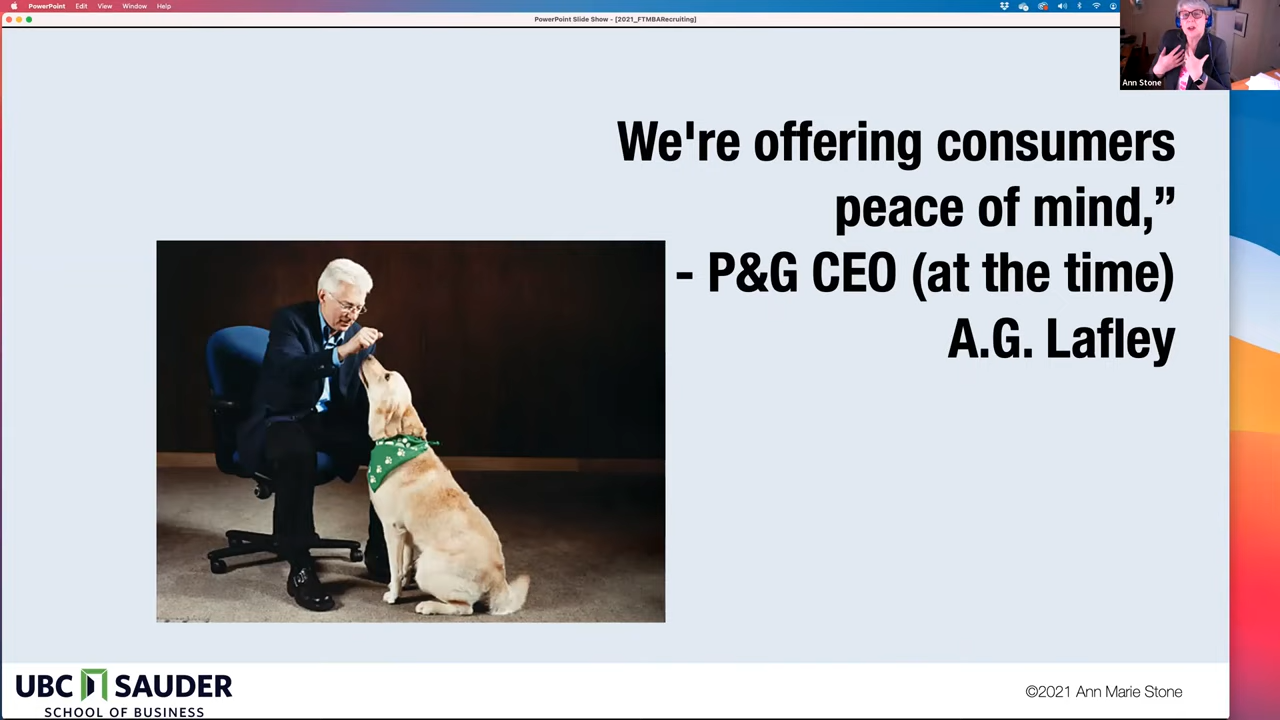 PowerPoint Edit View Window Help
PowerPoint Slide Show - [2021_FTMBARecruiting]
Ann Stone
We're offering consumers
peace of mind,”
- P&G CEO (at the time)
A.G. Lafley
UBC SAUDER
SCHOOL OF BUSINESS
©2021 Ann Marie Stone